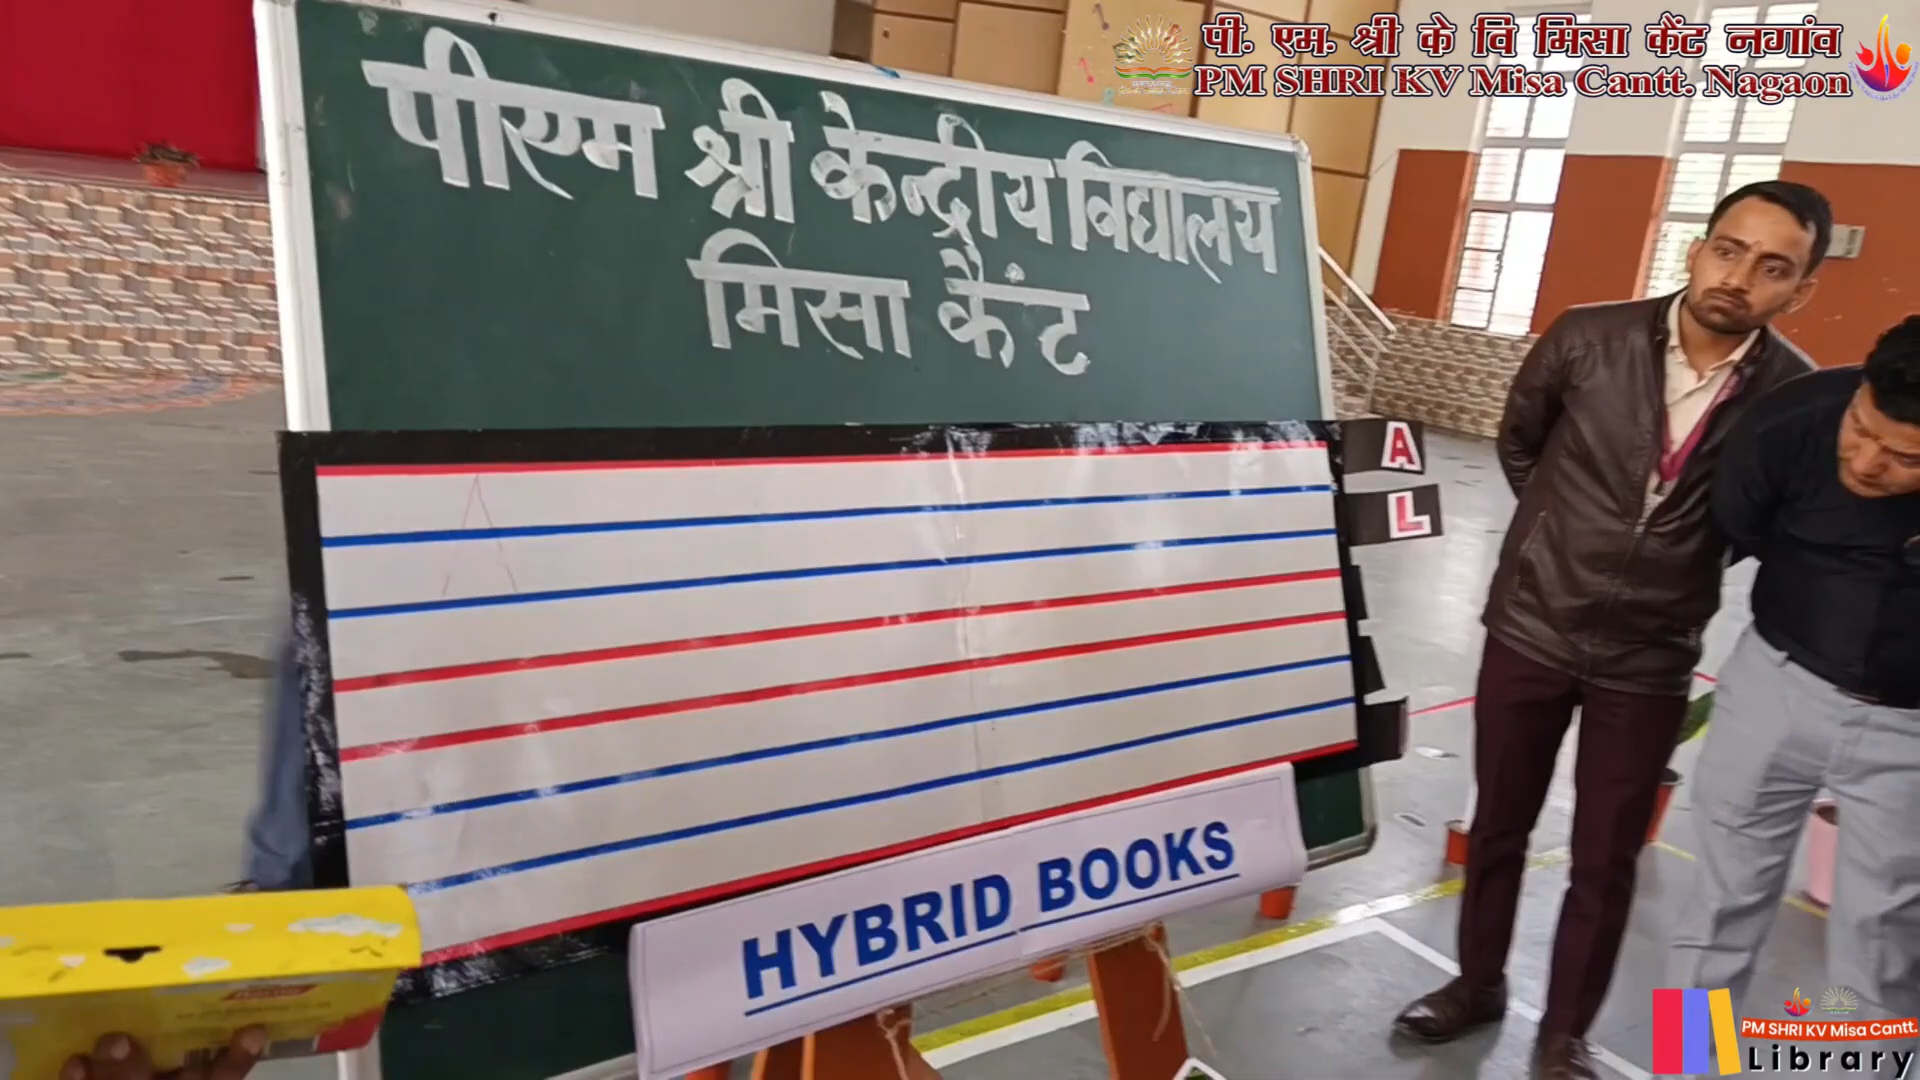 पी. एम. श्री के वि मिसा कैंट नगांव
PM SHRI KV Misa Cantt. Nagaon
पीएम श्री केन्द्रीय विद्यालय
मिसा कैंट
A
L
A
HYBRID BOOKS
PM SHRI KV Misa Cantt.
Library